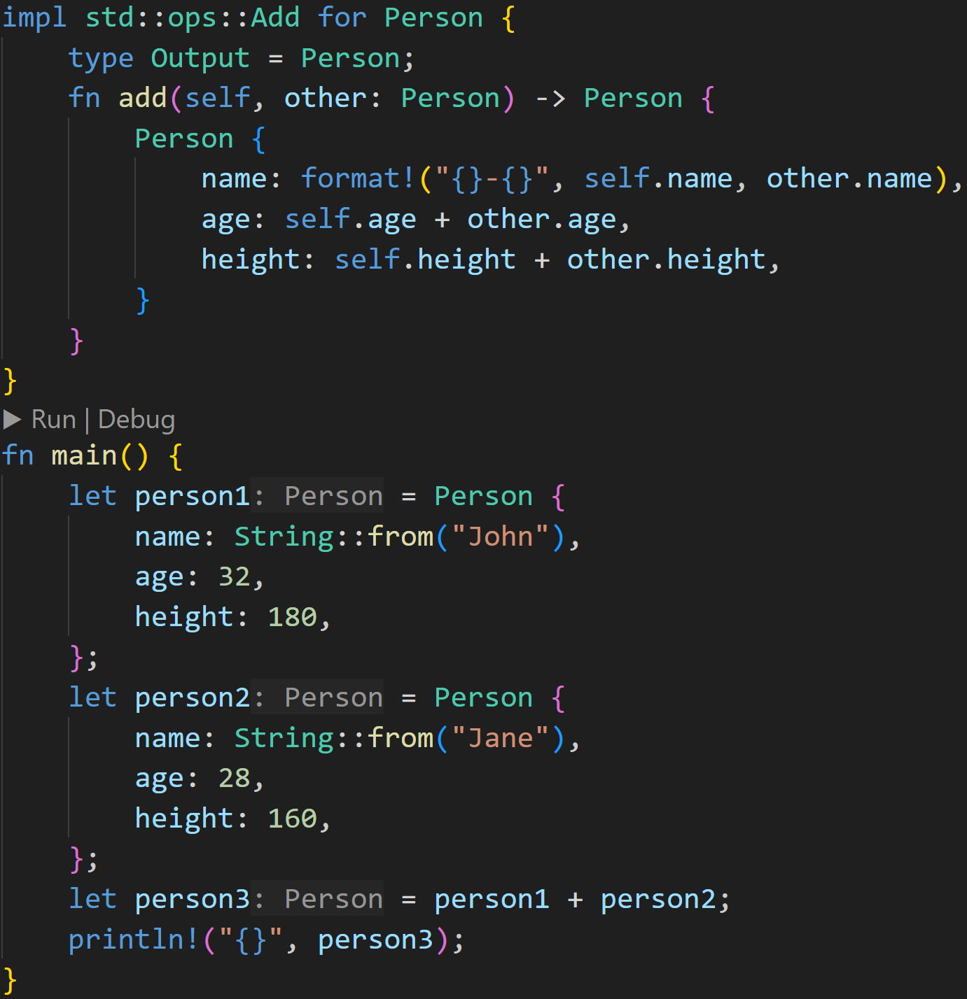 impl std::ops::Add for Person {
    type Output = Person;
    fn add(self, other: Person) -> Person {
        Person {
            name: format!("{}-{}", self.name, other.name),
            age: self.age + other.age,
            height: self.height + other.height,
        }
    }
}
▶ Run | Debug
fn main() {
    let person1: Person = Person {
        name: String::from("John"),
        age: 32,
        height: 180,
    };
    let person2: Person = Person {
        name: String::from("Jane"),
        age: 28,
        height: 160,
    };
    let person3: Person = person1 + person2;
    println!("{}", person3);
}